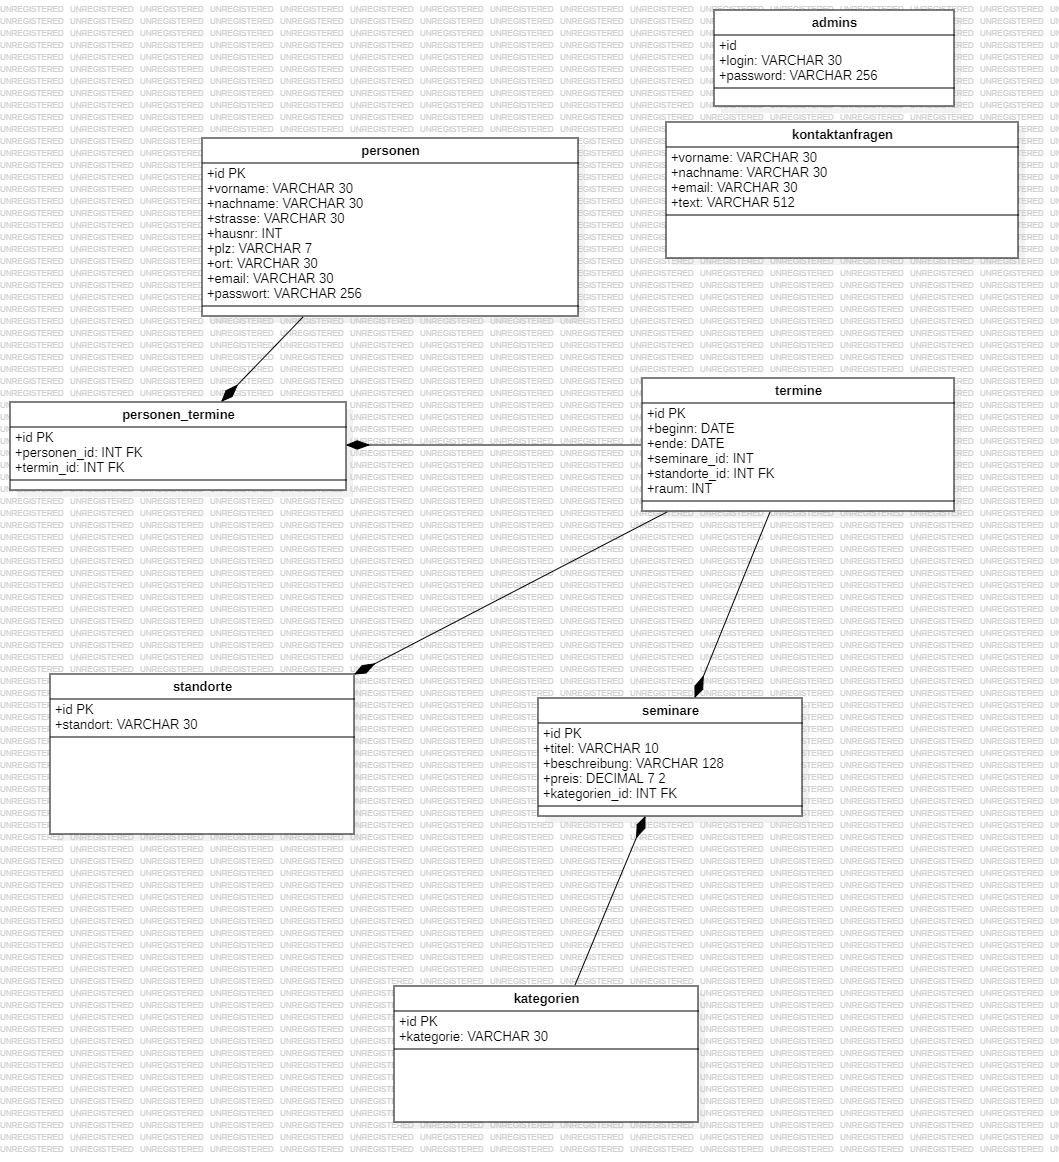 admins
+id
+login: VARCHAR 30
+password: VARCHAR 256
kontaktanfragen
+vorname: VARCHAR 30
+nachname: VARCHAR 30
+email: VARCHAR 30
+text: VARCHAR 512
personen
+id PK
+vorname: VARCHAR 30
+nachname: VARCHAR 30
+strasse: VARCHAR 30
+hausnr: INT
+plz: VARCHAR 7
+ort: VARCHAR 30
+email: VARCHAR 30
+passwort: VARCHAR 256
personen_termine
+id PK
+personen_id: INT FK
+termin_id: INT FK
termine
+id PK
+beginn: DATE
+ende: DATE
+seminare_id: INT
+standorte_id: INT FK
+raum: INT
standorte
+id PK
+standort: VARCHAR 30
seminare
+id PK
+titel: VARCHAR 10
+beschreibung: VARCHAR 128
+preis: DECIMAL 7 2
+kategorien_id: INT FK
kategorien
+id PK
+kategorie: VARCHAR 30
UNREGISTERED